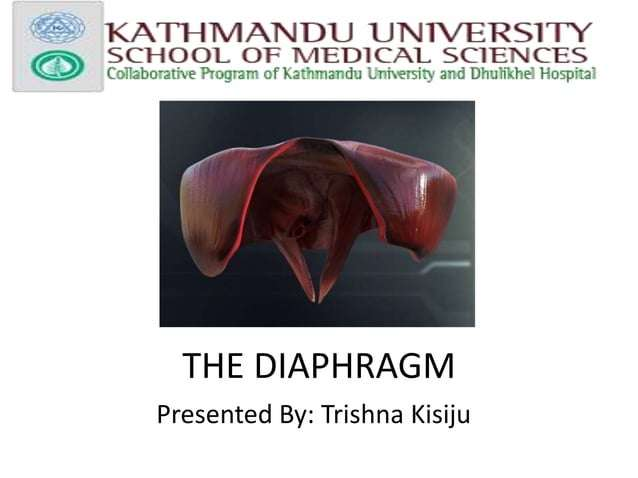 KATHMANDU UNIVERSITY
SCHOOL OF MEDICAL SCIENCES
Collaborative Program of Kathmandu University and Dhulikhel Hospital
THE DIAPHRAGM
Presented By: Trishna Kisiju